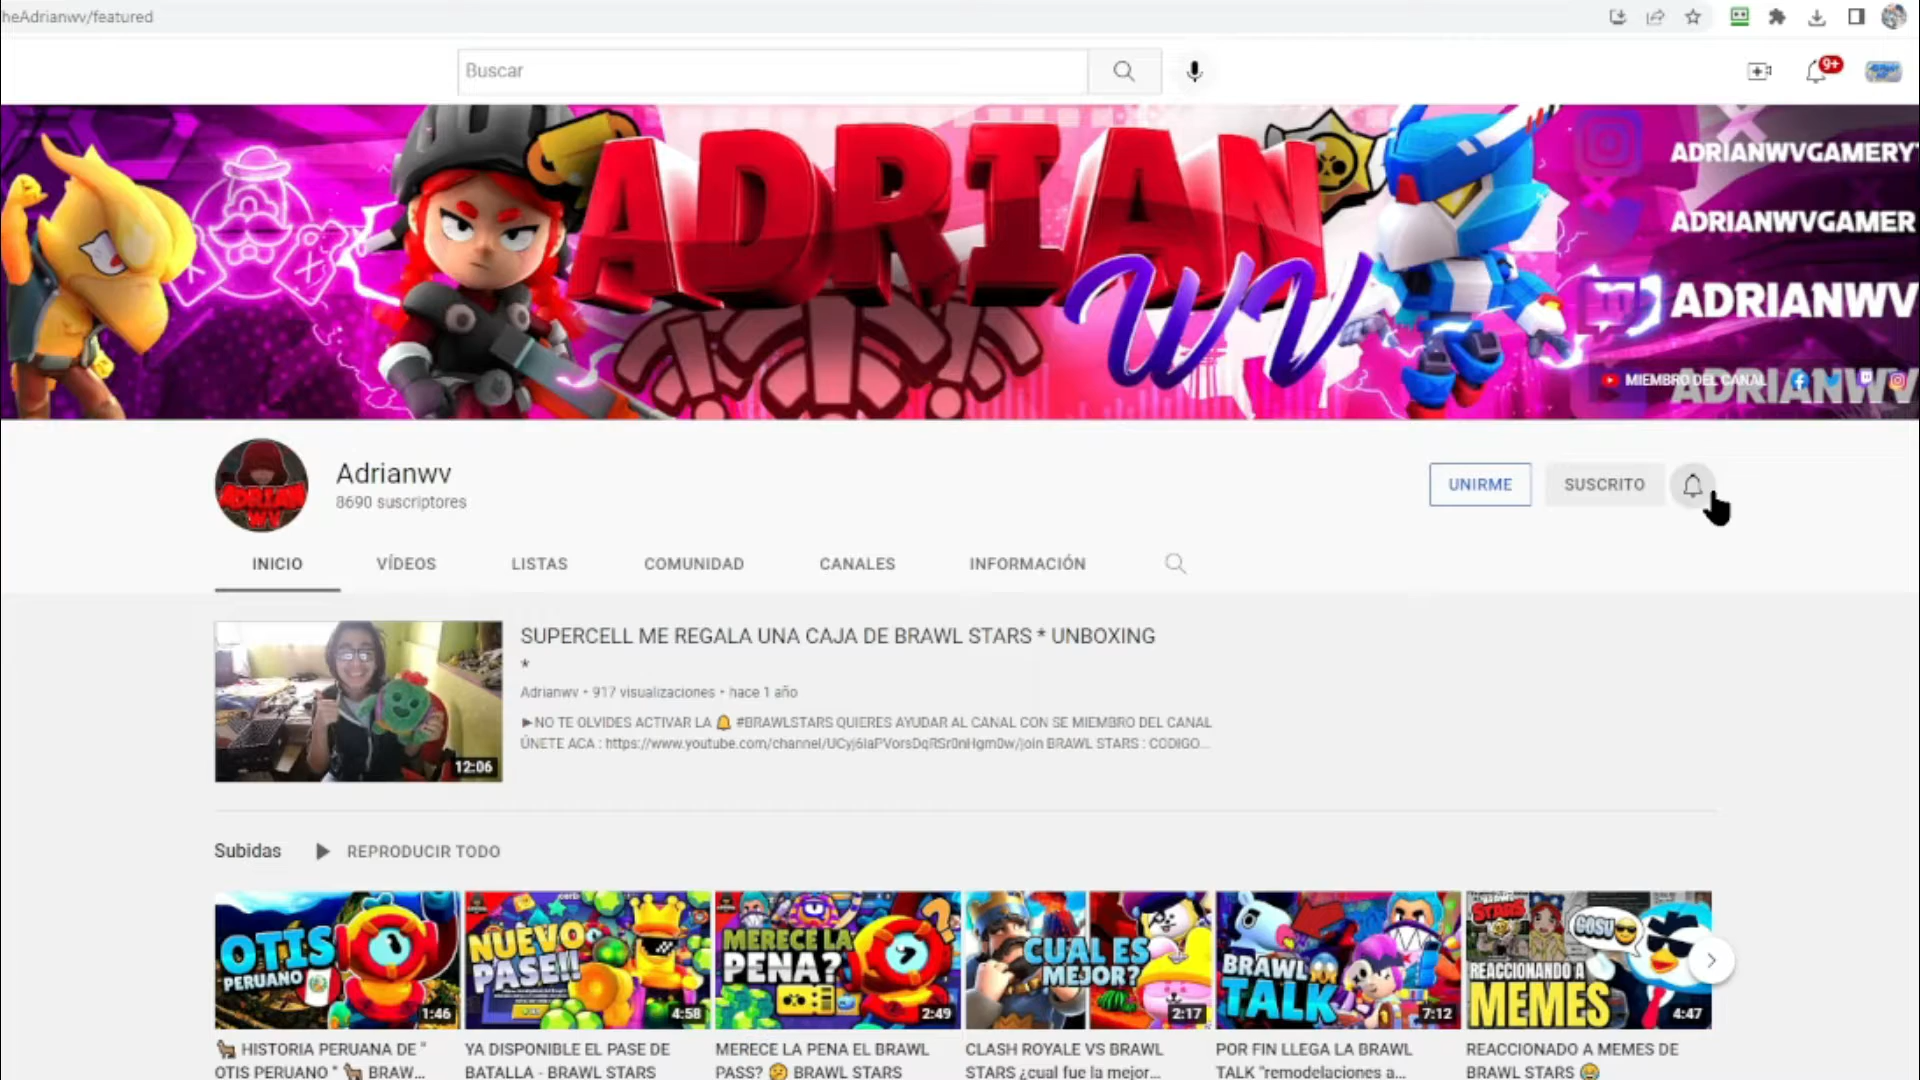 heAdrianwv/featured
Buscar
9+
ADRIAN
WV
ADRIANWVGAMERY
ADRIANWVGAMER
ADRIANWV
MIEMBRO DEL CANAL
ADRIANWV
ADRIAN
WV
Adrianwv
8690 suscriptores
UNIRME
SUSCRITO
INICIO
VÍDEOS
LISTAS
COMUNIDAD
CANALES
INFORMACIÓN
12:06
SUPERCELL ME REGALA UNA CAJA DE BRAWL STARS * UNBOXING
*
Adrianwv • 917 visualizaciones • hace 1 año
►NO TE OLVIDES ACTIVAR LA 🔔 #BRAWLSTARS QUIERES AYUDAR AL CANAL CON SE MIEMBRO DEL CANAL
ÚNETE ACA : https://www.youtube.com/channel/UCyj6IaPVorsDqRSr0nHgm0w/join BRAWL STARS : CODIGO...
Subidas
REPRODUCIR TODO
OTIS
PERUANO
1:46
NUEVO
PASE!!
4:58
MERECE LA
PENA?
2:49
CUAL ES
MEJOR?
2:17
BRAWL
TALK
7:12
STARS
GOSU
REACCIONANDO A
MEMES
4:47
🐕 HISTORIA PERUANA DE "
OTIS PERUANO " 🐕 BRAW...
YA DISPONIBLE EL PASE DE
BATALLA - BRAWL STARS
MERECE LA PENA EL BRAWL
PASS? 🤔 BRAWL STARS
CLASH ROYALE VS BRAWL
STARS ¿cual fue la mejor...
POR FIN LLEGA LA BRAWL
TALK "remodelaciones a...
REACCIONADO A MEMES DE
BRAWL STARS 😂